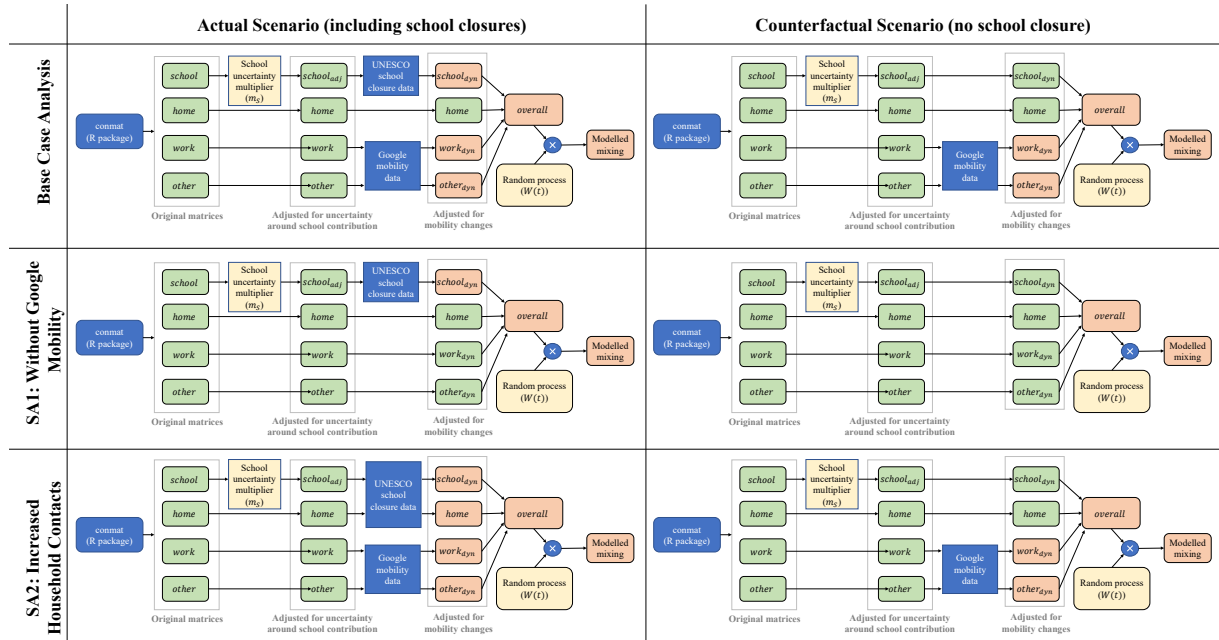 Actual Scenario (including school closures)
Counterfactual Scenario (no school closure)
Base Case Analysis
conmat
(R package)
school
home
work
other
Original matrices
School
uncertainty
multiplier
(m_S)
school_adj
home
work
other
Adjusted for uncertainty
around school contribution
UNESCO
school
closure data
Google
mobility
data
school_dyn
home
work_dyn
other_dyn
Adjusted for
mobility changes
overall
×
Random process
(W(t))
Modelled
mixing
conmat
(R package)
school
home
work
other
Original matrices
School
uncertainty
multiplier
(m_S)
school_adj
home
work
other
Adjusted for uncertainty
around school contribution
Google
mobility
data
school_dyn
home
work_dyn
other_dyn
Adjusted for
mobility changes
overall
×
Random process
(W(t))
Modelled
mixing
SA1: Without Google
Mobility
conmat
(R package)
school
home
work
other
Original matrices
School
uncertainty
multiplier
(m_S)
school_adj
home
work
other
Adjusted for uncertainty
around school contribution
UNESCO
school
closure data
school_dyn
home
work_dyn
other_dyn
Adjusted for
mobility changes
overall
×
Random process
(W(t))
Modelled
mixing
conmat
(R package)
school
home
work
other
Original matrices
School
uncertainty
multiplier
(m_S)
school_adj
home
work
other
Adjusted for uncertainty
around school contribution
school_dyn
home
work_dyn
other_dyn
Adjusted for
mobility changes
overall
×
Random process
(W(t))
Modelled
mixing
SA2: Increased
Household Contacts
conmat
(R package)
school
home
work
other
Original matrices
School
uncertainty
multiplier
(m_S)
school_adj
home
work
other
Adjusted for uncertainty
around school contribution
UNESCO
school
closure data
Google
mobility
data
school_dyn
home
work_dyn
other_dyn
Adjusted for
mobility changes
overall
×
Random process
(W(t))
Modelled
mixing
conmat
(R package)
school
home
work
other
Original matrices
School
uncertainty
multiplier
(m_S)
school_adj
home
work
other
Adjusted for uncertainty
around school contribution
Google
mobility
data
school_dyn
home
work_dyn
other_dyn
Adjusted for
mobility changes
overall
×
Random process
(W(t))
Modelled
mixing